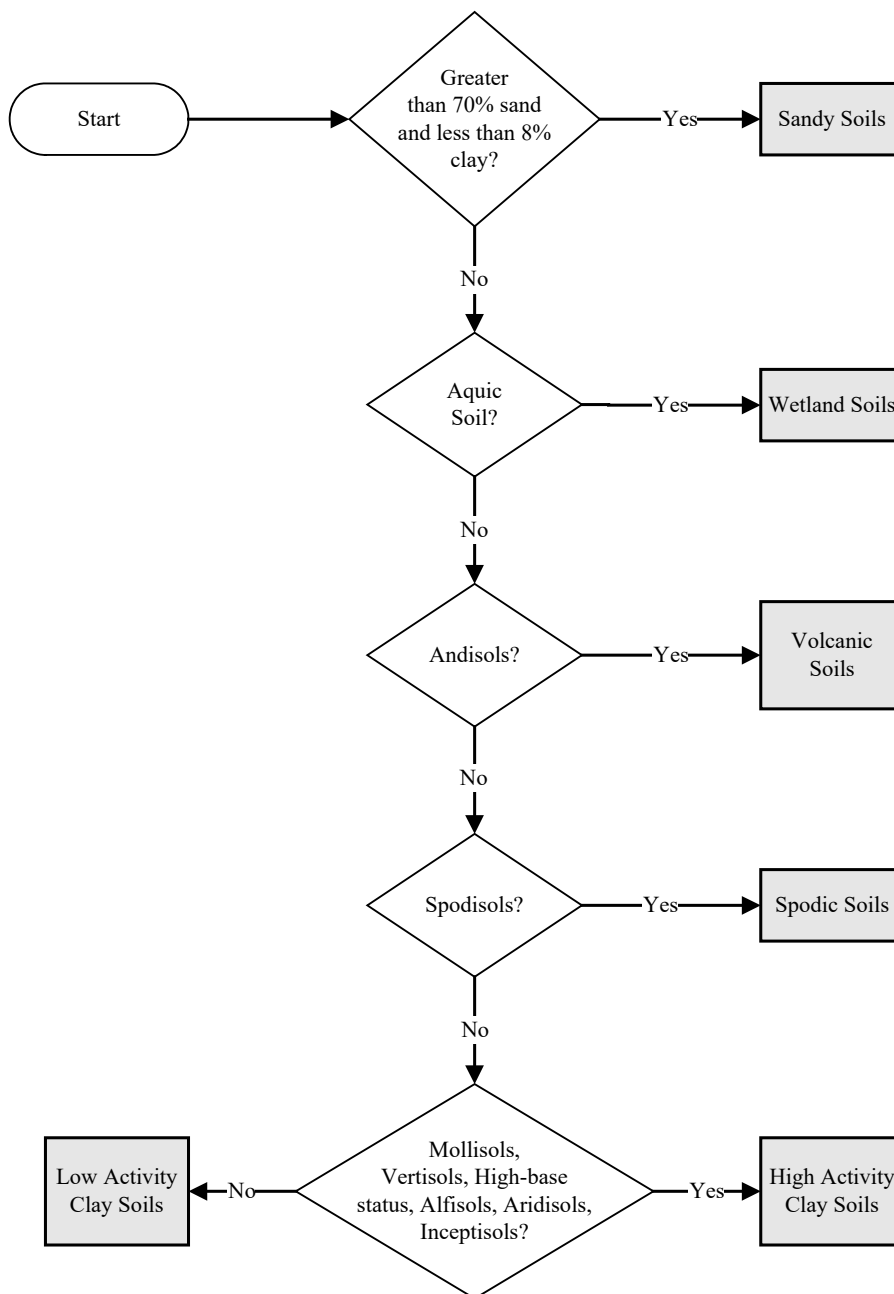 Greater
than 70% sand
and less than 8%
clay?
Start
Yes
Sandy Soils
No
Aquic
Soil?
Yes
Wetland Soils
No
Andisols?
Yes
Volcanic
Soils
No
Spodisols?
Yes
Spodic Soils
No
Mollisols,
Vertisols, High-base
status, Alfisols, Aridisols,
Inceptisols?
Low Activity
Clay Soils
No
Yes
High Activity
Clay Soils